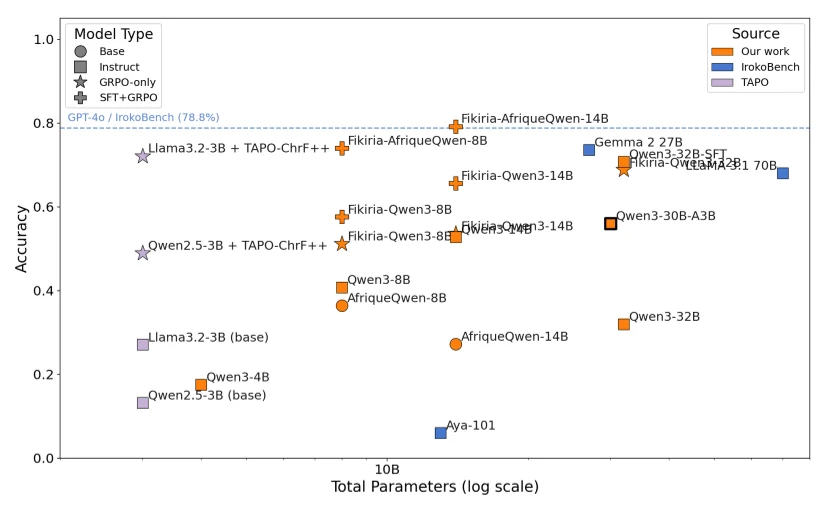 Model Type
Base
Instruct
GRPO-only
SFT+GRPO
Source
Our work
IrokoBench
TAPO
GPT-4o / IrokoBench (78.8%)
Fikiria-AfriqueQwen-14B
Llama3.2-3B + TAPO-ChrF++
Fikiria-AfriqueQwen-8B
Gemma 2 27B
Qwen3-32B-SFT
Fikiria-Qwen3-32B
LLaMA 3.1 70B
Fikiria-Qwen3-14B
Fikiria-Qwen3-8B
Qwen3-30B-A3B
Fikiria-Qwen3-14B
Qwen3-14B
Fikiria-Qwen3-8B
Qwen2.5-3B + TAPO-ChrF++
Qwen3-8B
AfriqueQwen-8B
Qwen3-32B
Llama3.2-3B (base)
AfriqueQwen-14B
Qwen3-4B
Qwen2.5-3B (base)
Aya-101
1.0
0.8
0.6
0.4
0.2
0.0
Accuracy
10B
Total Parameters (log scale)